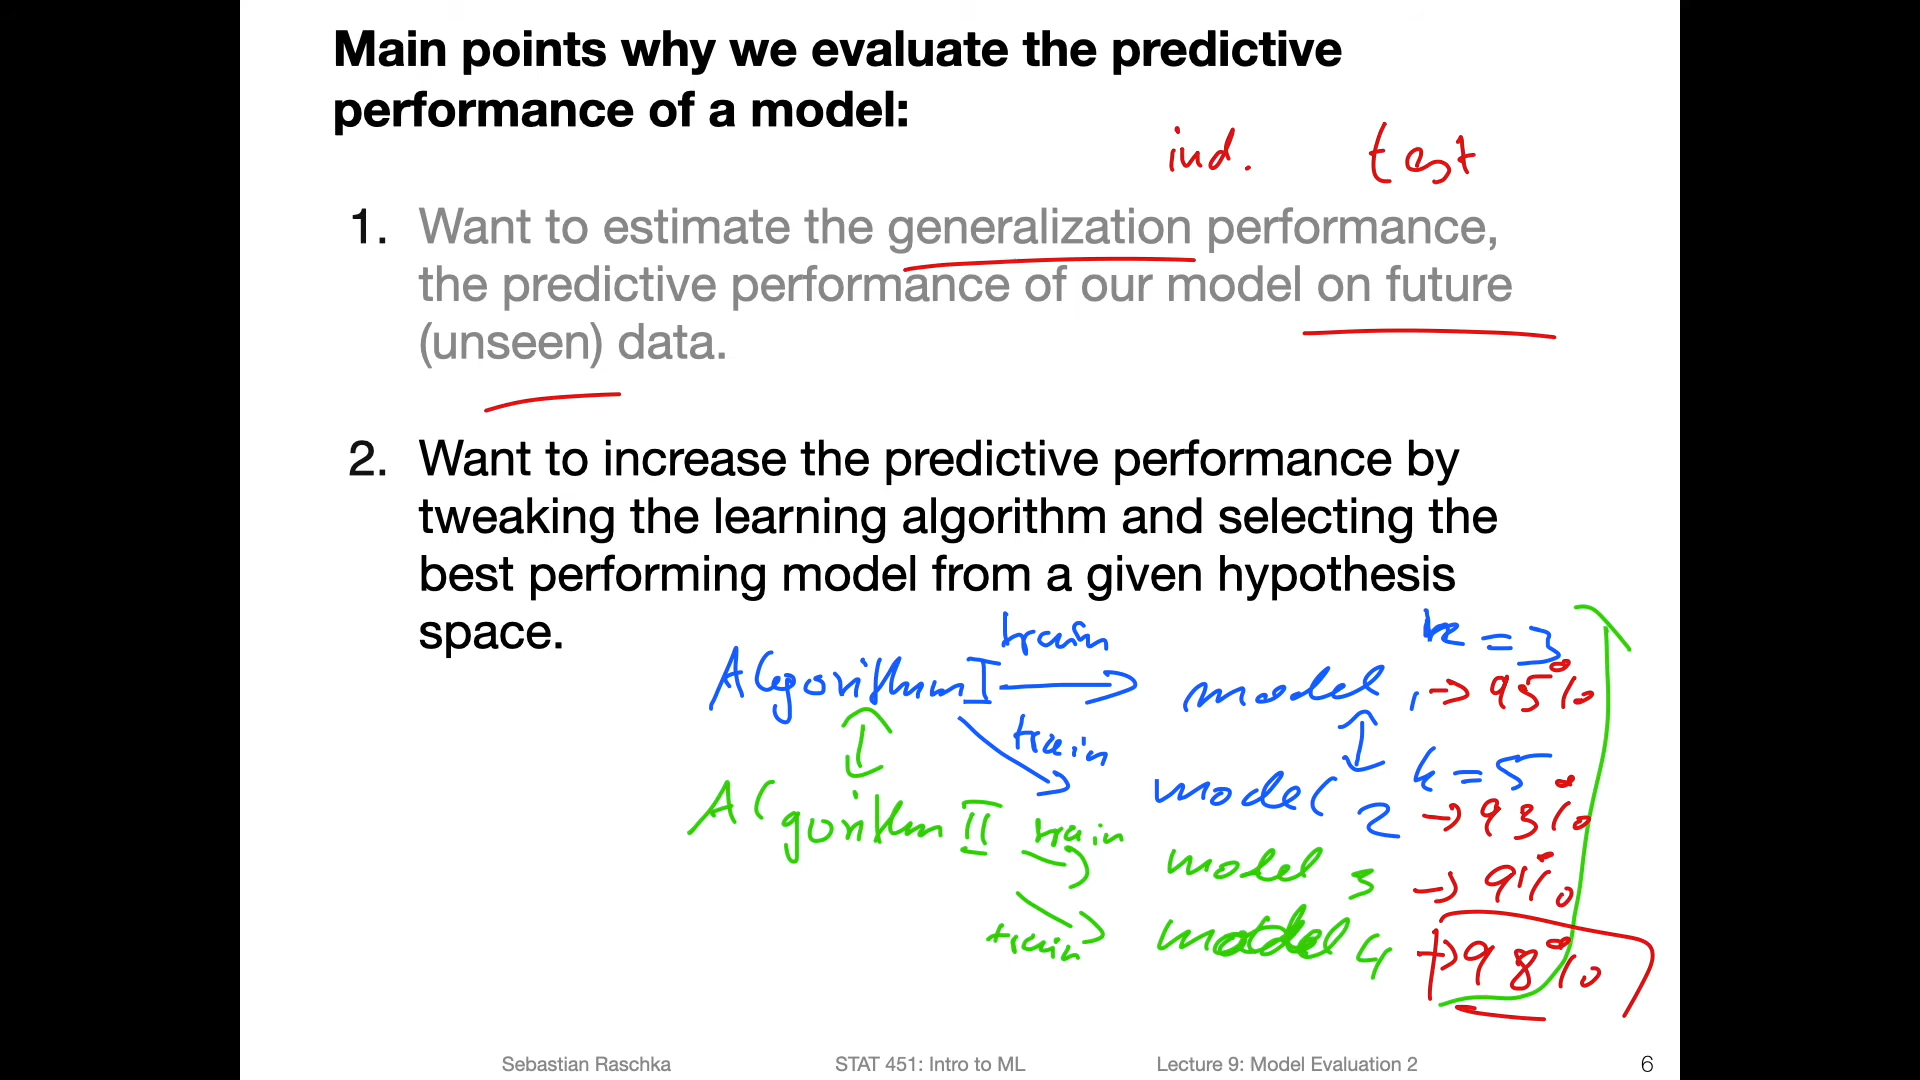 Main points why we evaluate the predictive
performance of a model:
ind. test
1. Want to estimate the generalization performance,
the predictive performance of our model on future
(unseen) data.
2. Want to increase the predictive performance by
tweaking the learning algorithm and selecting the
best performing model from a given hypothesis
space.
train k = 3
Algorithm I model 1 → 95%
train k = 5
model 2 → 93%
Algorithm II train
model 3 → 91%
train model 4 → 98%
Sebastian Raschka STAT 451: Intro to ML Lecture 9: Model Evaluation 2 6